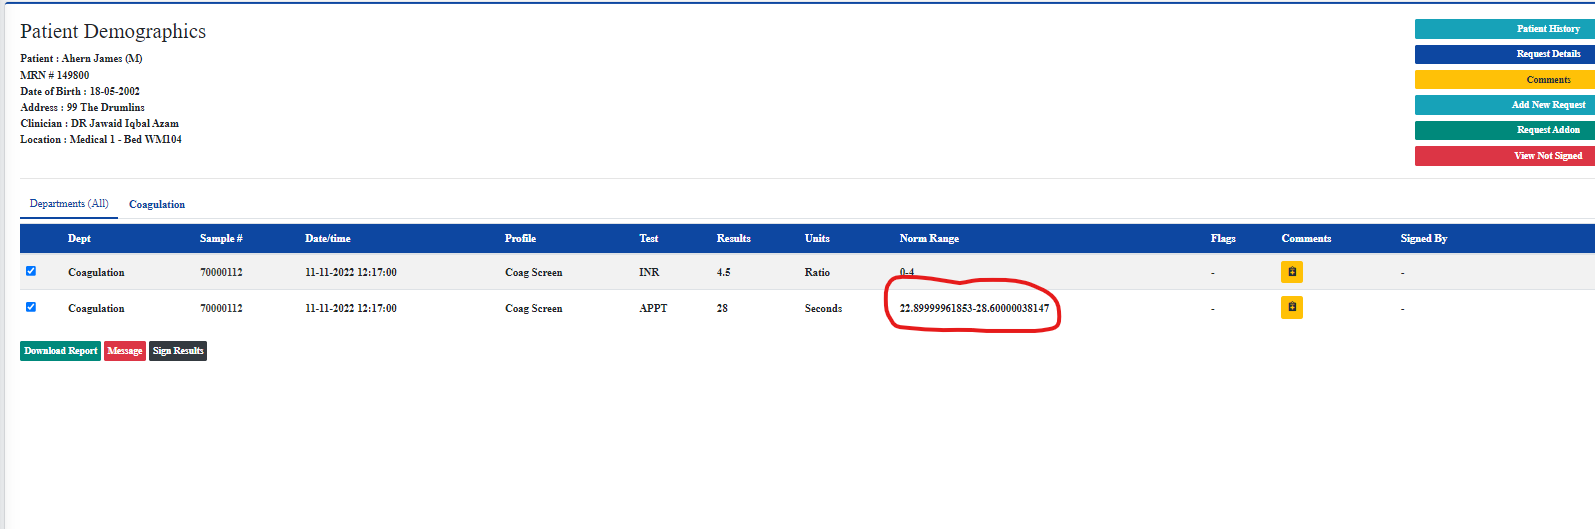 Patient Demographics
Patient : Ahern James (M)
MRN # 149800
Date of Birth : 18-05-2002
Address : 99 The Drumlins
Clinician : DR Jawaid Iqbal Azam
Location : Medical 1 - Bed WM104
Patient History
Request Details
Comments
Add New Request
Request Addon
View Not Signed
Departments (All) Coagulation
Dept Sample # Date/time Profile Test Results Units Norm Range Flags Comments Signed By
Coagulation 70000112 11-11-2022 12:17:00 Coag Screen INR 4.5 Ratio 0-4 - -
Coagulation 70000112 11-11-2022 12:17:00 Coag Screen APPT 28 Seconds 22.89999961853-28.60000038147 - -
Download Report Message Sign Results